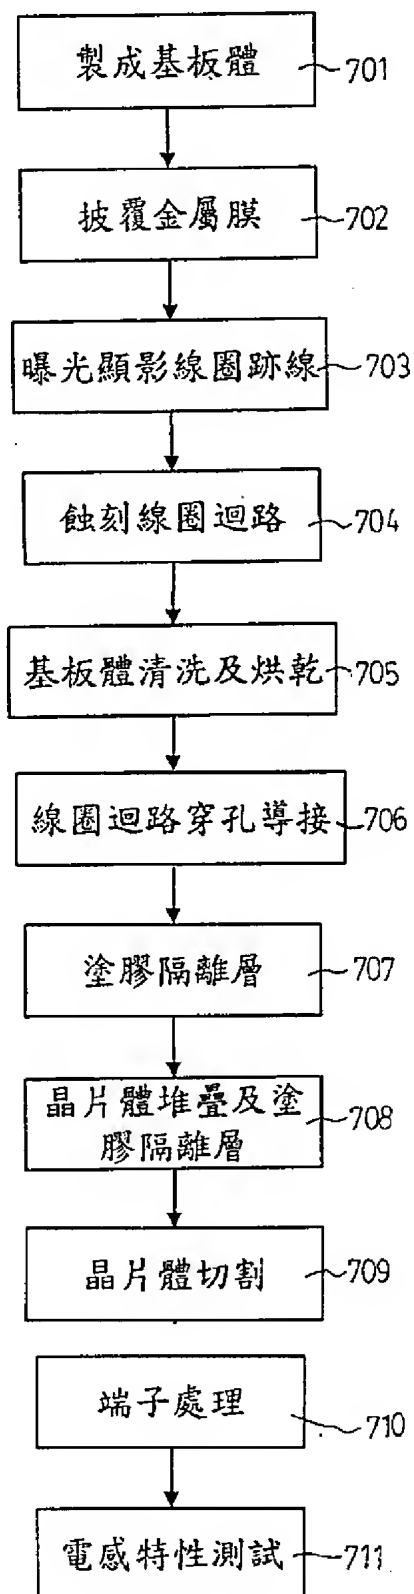 製成基板體
701
披覆金屬膜
702
曝光顯影線圈跡線
703
蝕刻線圈迴路
704
基板體清洗及烘乾
705
線圈迴路穿孔導接
706
塗膠隔離層
707
晶片體堆疊及塗
膠隔離層
708
晶片體切割
709
端子處理
710
電感特性測試
711